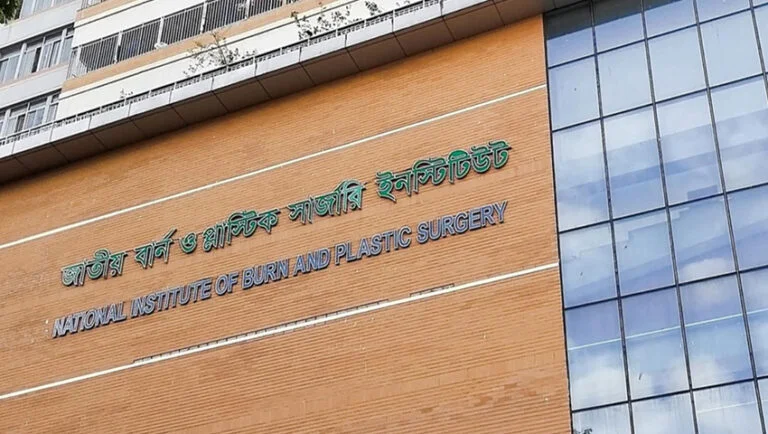 জাতীয় বার্ন ও প্লাস্টিক সার্জারি ইনস্টিটিউট
NATIONAL INSTITUTE OF BURN AND PLASTIC SURGERY